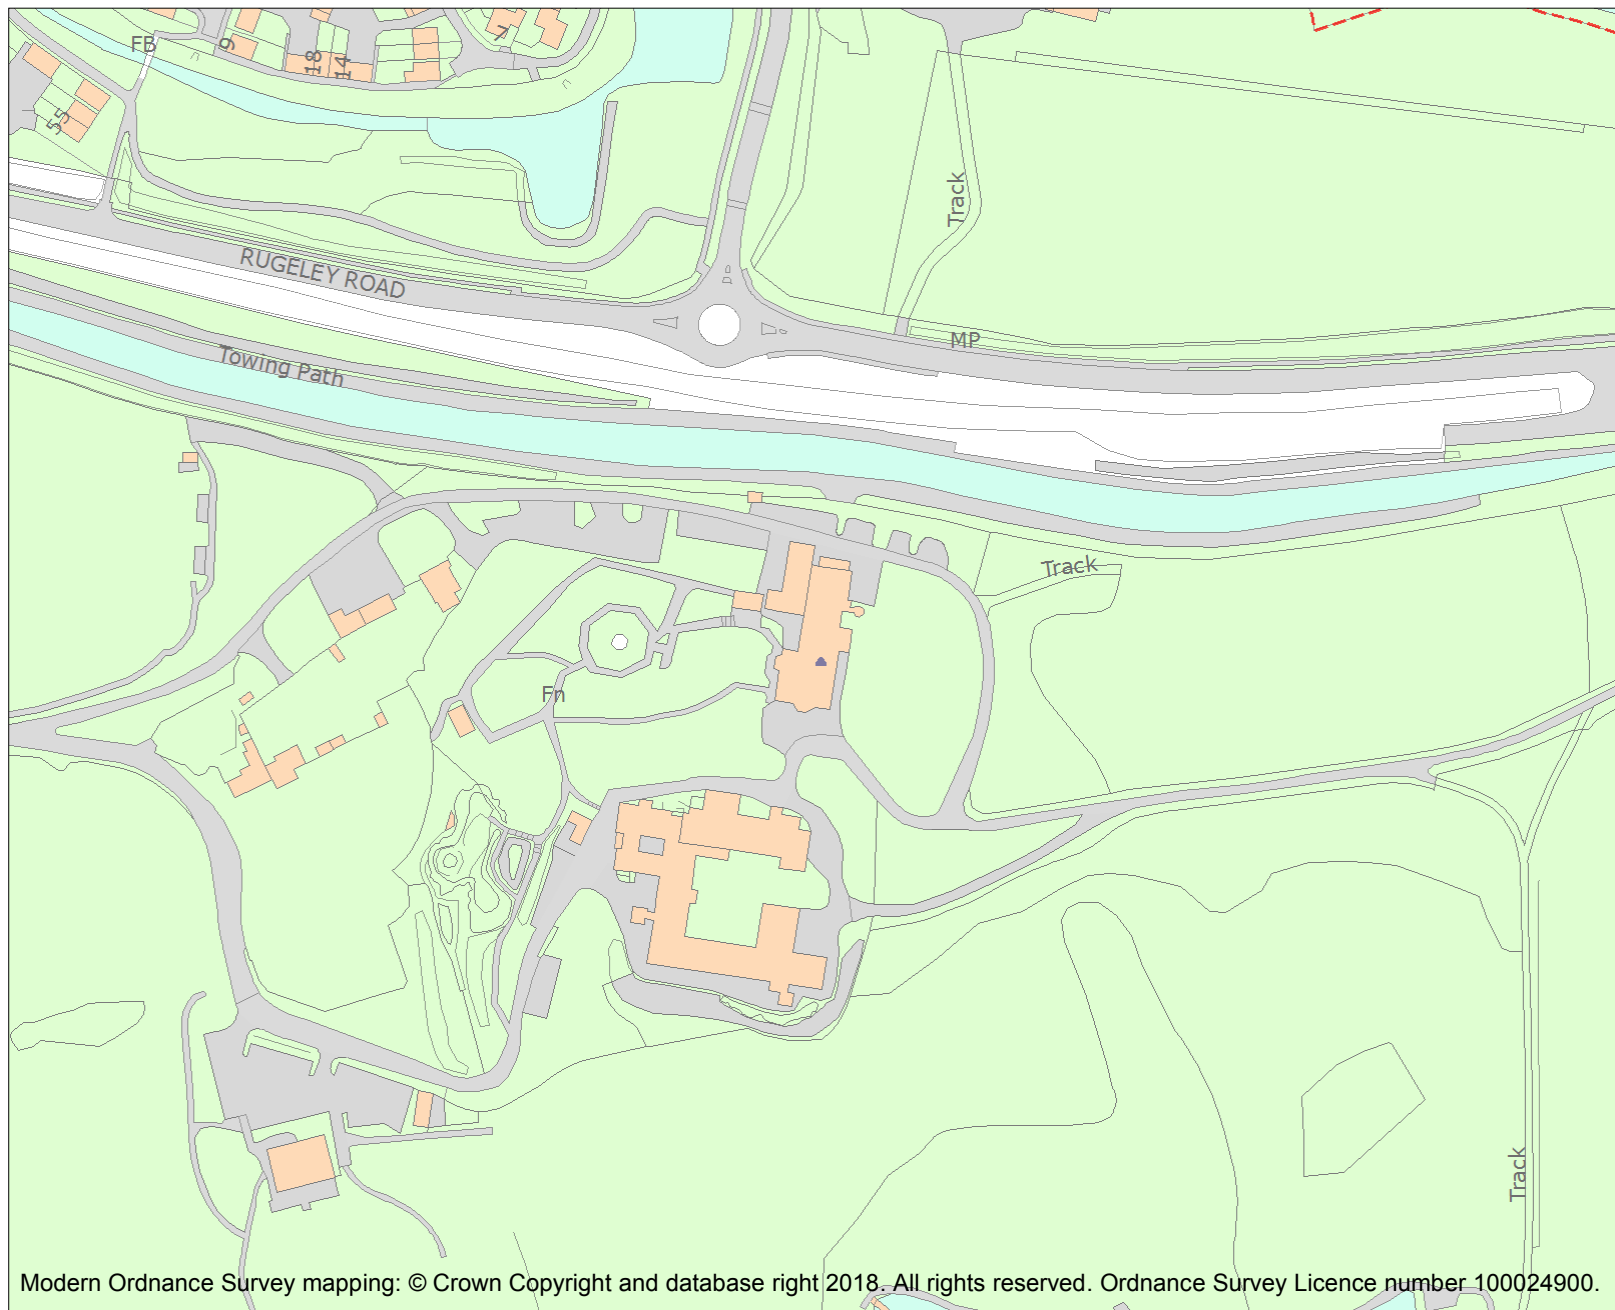 FB
9
18
14
7
55
Track
RUGELEY ROAD
MP
Towing Path
Track
Fn
Track
Modern Ordnance Survey mapping: © Crown Copyright and database right 2018. All rights reserved. Ordnance Survey Licence number 100024900.